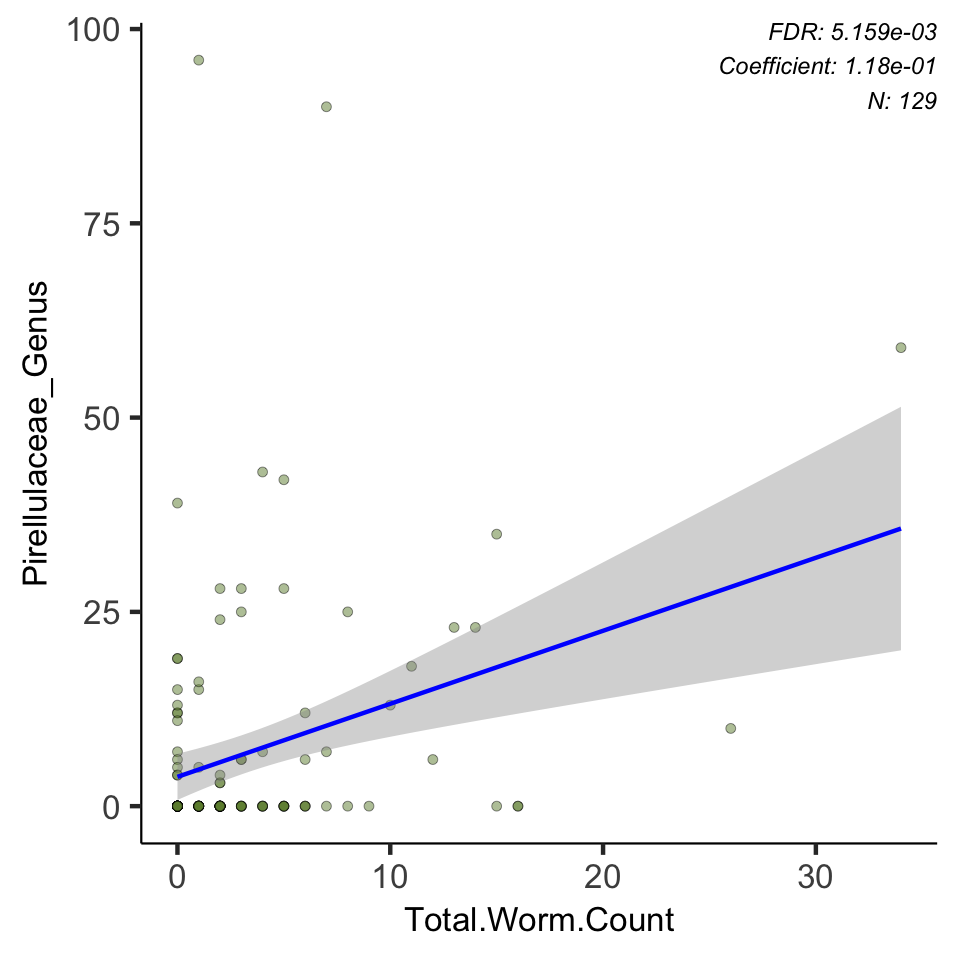 FDR: 5.159e-03
Coefficient: 1.18e-01
N: 129
100
75
50
25
0
Pirellulaceae_Genus
0 10 20 30
Total.Worm.Count